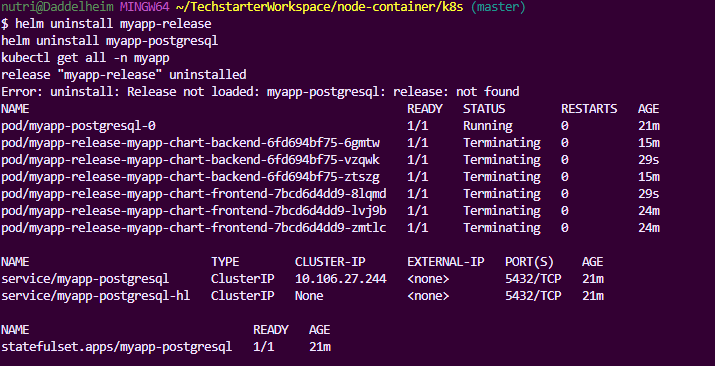 nutri@Daddelheim MINGW64 ~/TechstarterWorkspace/node-container/k8s (master)
$ helm uninstall myapp-release
helm uninstall myapp-postgresql
kubectl get all -n myapp
release "myapp-release" uninstalled
Error: uninstall: Release not loaded: myapp-postgresql: release: not found
NAME READY STATUS RESTARTS AGE
pod/myapp-postgresql-0 1/1 Running 0 21m
pod/myapp-release-myapp-chart-backend-6fd694bf75-6gmtw 1/1 Terminating 0 15m
pod/myapp-release-myapp-chart-backend-6fd694bf75-vzqwk 1/1 Terminating 0 29s
pod/myapp-release-myapp-chart-backend-6fd694bf75-ztszg 1/1 Terminating 0 15m
pod/myapp-release-myapp-chart-frontend-7bcd6d4dd9-8lqmd 1/1 Terminating 0 29s
pod/myapp-release-myapp-chart-frontend-7bcd6d4dd9-lvj9b 1/1 Terminating 0 24m
pod/myapp-release-myapp-chart-frontend-7bcd6d4dd9-zmtlc 1/1 Terminating 0 24m
NAME TYPE CLUSTER-IP EXTERNAL-IP PORT(S) AGE
service/myapp-postgresql ClusterIP 10.106.27.244 <none> 5432/TCP 21m
service/myapp-postgresql-hl ClusterIP None <none> 5432/TCP 21m
NAME READY AGE
statefulset.apps/myapp-postgresql 1/1 21m